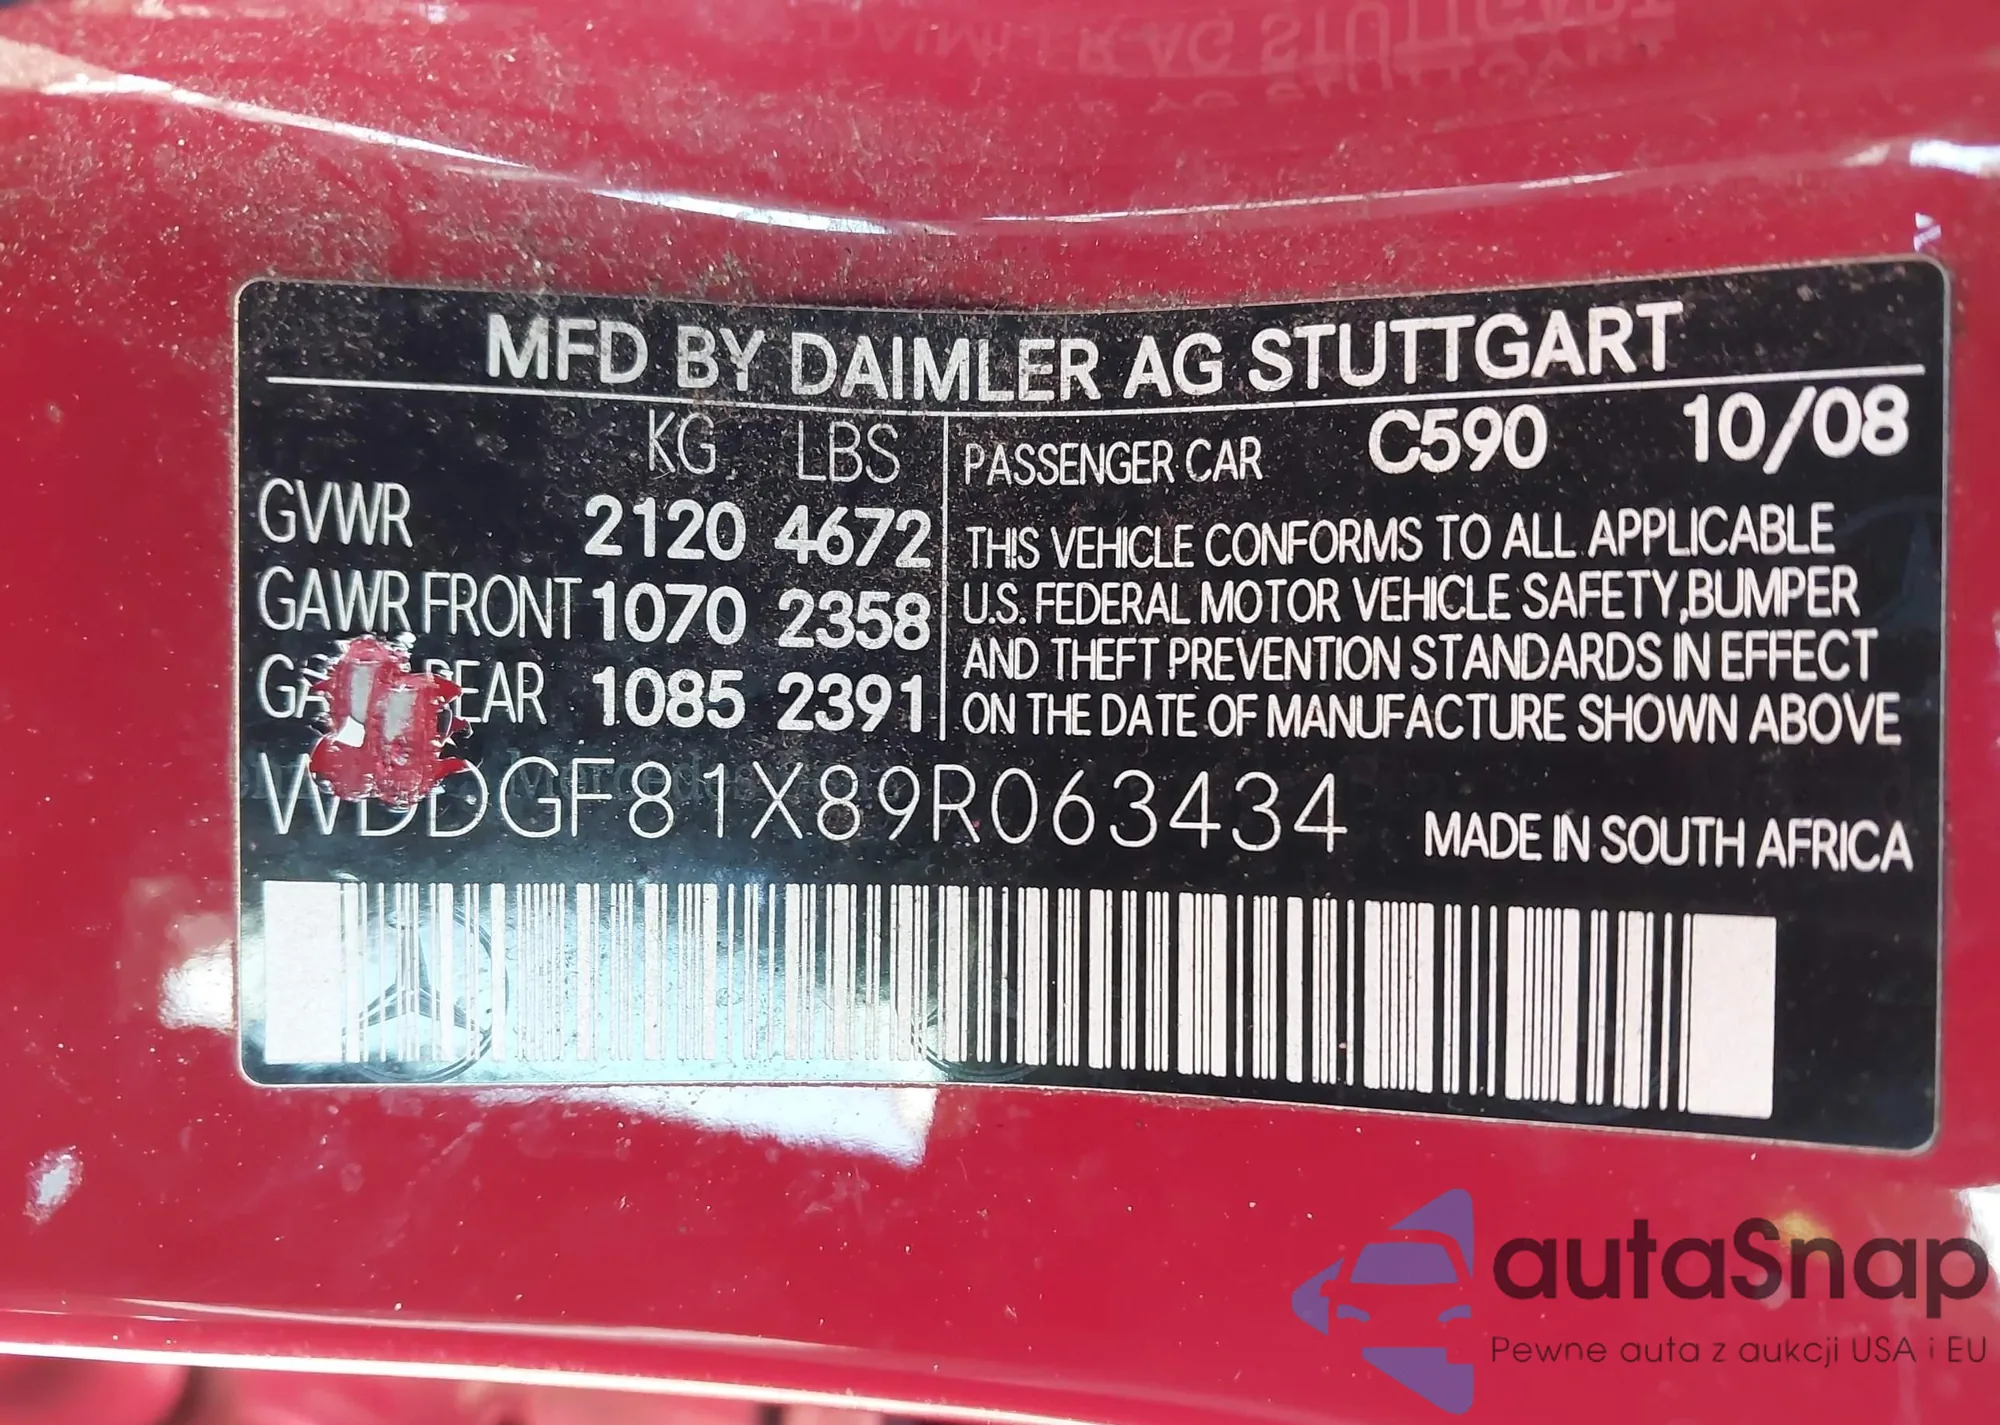 MFD BY DAIMLER AG STUTTGART
KG LBS
GVWR 2120 4672
GAWR FRONT 1070 2358
1085 2391
PASSENGER CAR C590 10/08
THIS VEHICLE CONFORMS TO ALL APPLICABLE
U.S. FEDERAL MOTOR VEHICLE SAFETY,BUMPER
AND THEFT PREVENTION STANDARDS IN EFFECT
ON THE DATE OF MANUFACTURE SHOWN ABOVE
WDDGF81X89R063434
MADE IN SOUTH AFRICA
autaSnap
Pewne auta z aukcji USA i EU